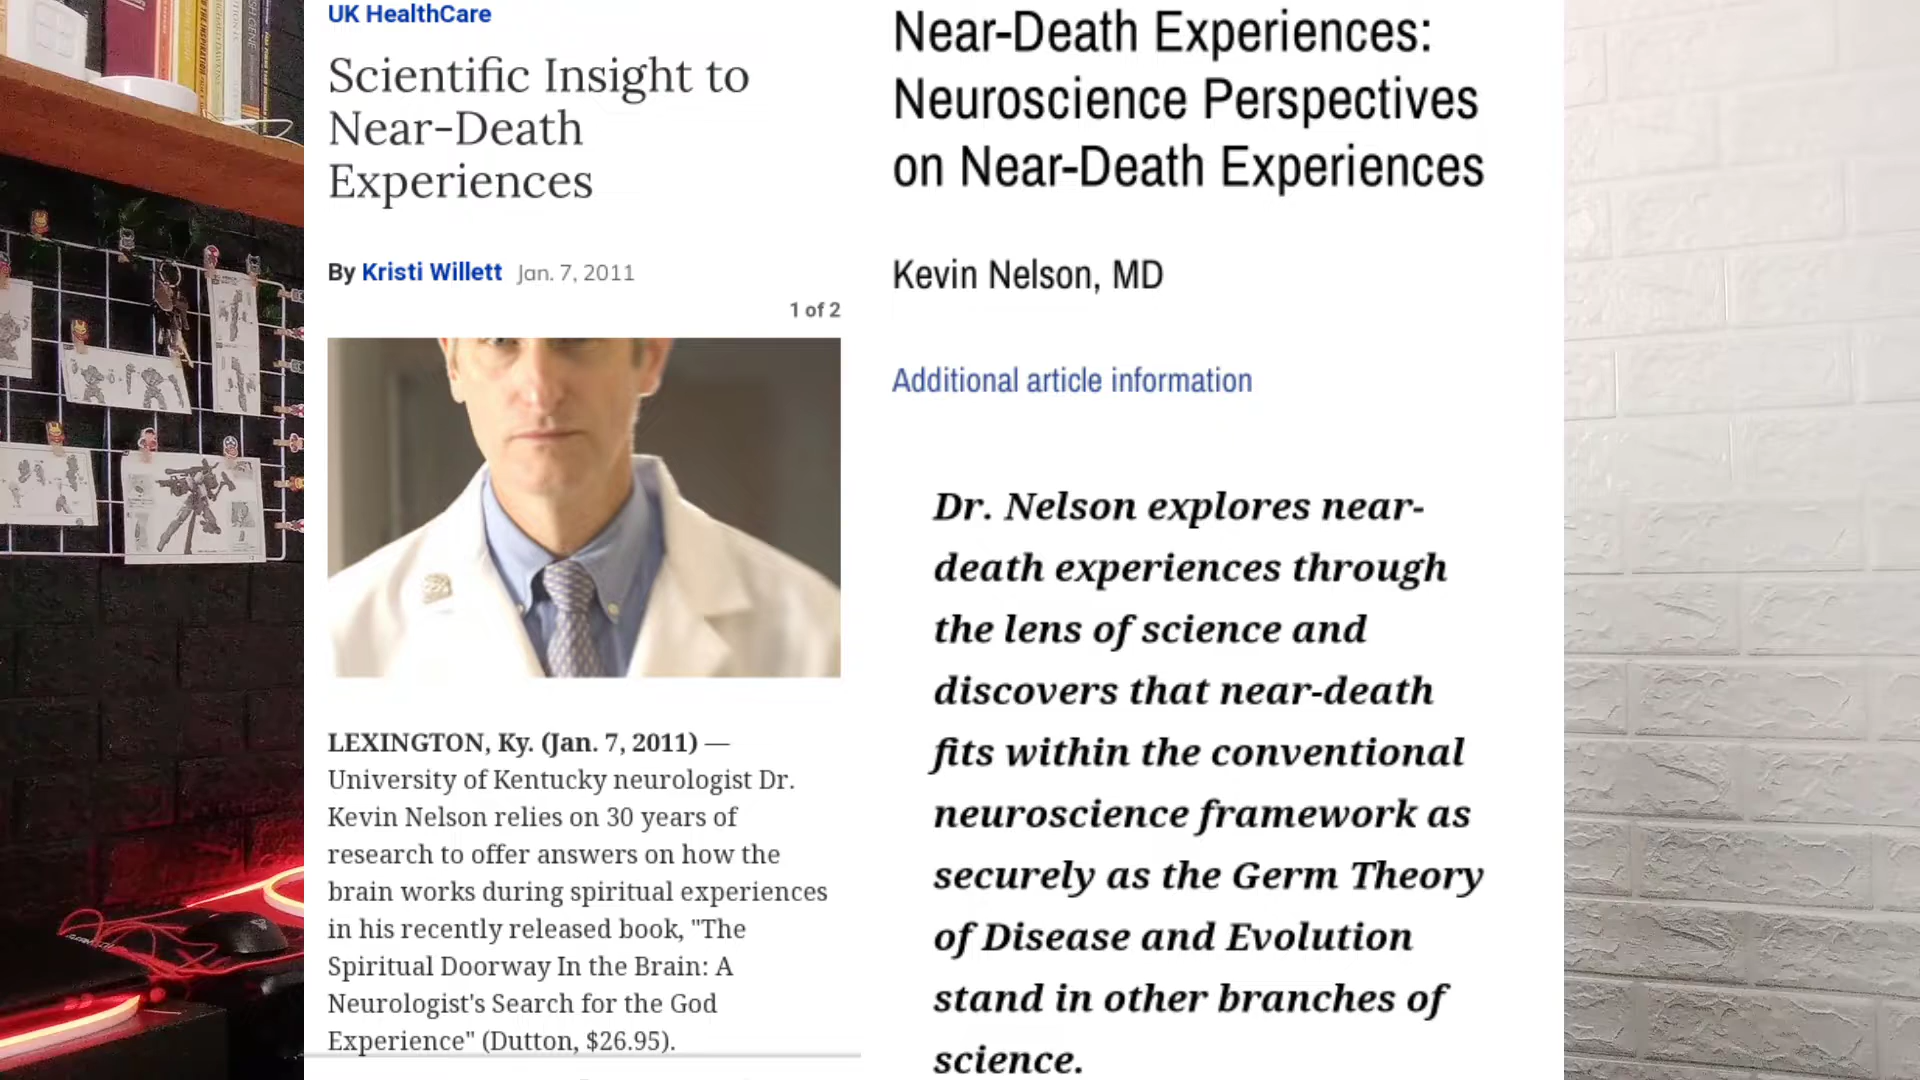 UK HealthCare
Scientific Insight to
Near-Death
Experiences
By Kristi Willett Jan. 7, 2011
1 of 2
LEXINGTON, Ky. (Jan. 7, 2011) —
University of Kentucky neurologist Dr.
Kevin Nelson relies on 30 years of
research to offer answers on how the
brain works during spiritual experiences
in his recently released book, "The
Spiritual Doorway In the Brain: A
Neurologist's Search for the God
Experience" (Dutton, $26.95).
Near-Death Experiences:
Neuroscience Perspectives
on Near-Death Experiences
Kevin Nelson, MD
Additional article information
Dr. Nelson explores near-
death experiences through
the lens of science and
discovers that near-death
fits within the conventional
neuroscience framework as
securely as the Germ Theory
of Disease and Evolution
stand in other branches of
science.